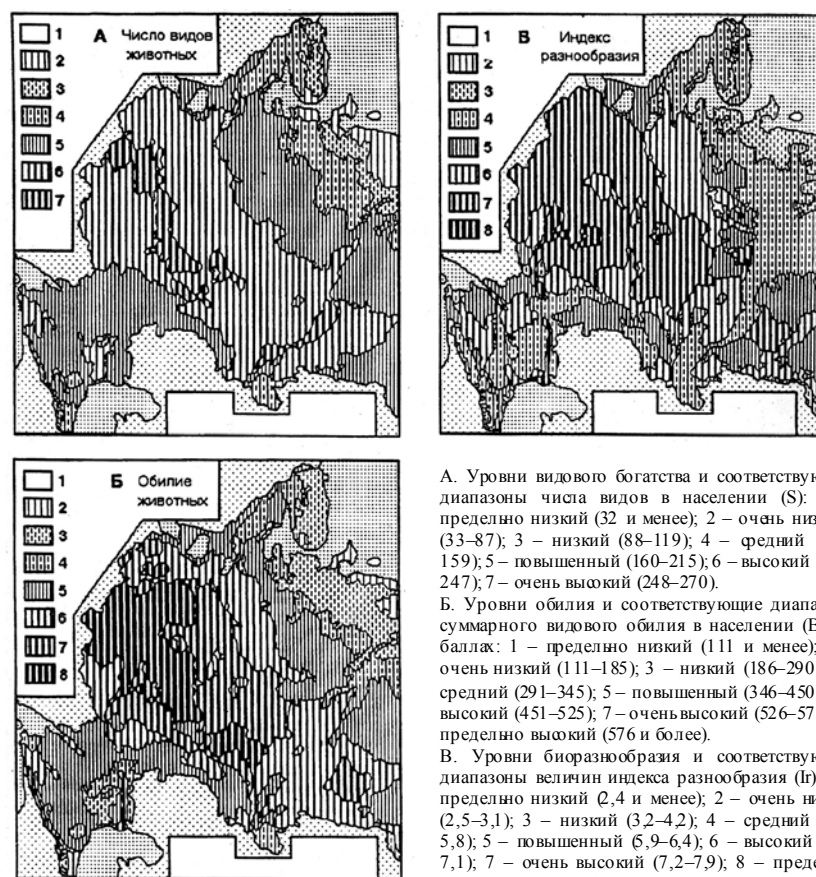 1
2
3
4
5
6
7
А Число видов
животных
1
2
3
4
5
6
7
8
В Индекс
разнообразия
1
2
3
4
5
6
7
8
Б Обилие
животных
А. Уровни видового богатства и соответствую
диапазоны числа видов в населении (S):
предельно низкий (32 и менее); 2 – очень низ
(33–87); 3 – низкий (88–119); 4 – средний
159); 5 – повышенный (160–215); 6 – высокий
247); 7 – очень высокий (248–270).
Б. Уровни обилия и соответствующие диапа
суммарного видового обилия в населении (В
баллах: 1 – предельно низкий (111 и менее);
очень низкий (111–185); 3 – низкий (186–290
средний (291–345); 5 – повышенный (346–450
высокий (451–525); 7 – очень высокий (526–57
предельно высокий (576 и более).
В. Уровни биоразнообразия и соответствую
диапазоны величин индекса разнообразия (Ir)
предельно низкий (2,4 и менее); 2 – очень ни
(2,5–3,1); 3 – низкий (3,2–4,2); 4 – средний
5,8); 5 – повышенный (5,9–6,4); 6 – высокий
7,1); 7 – очень высокий (7,2–7,9); 8 – преде